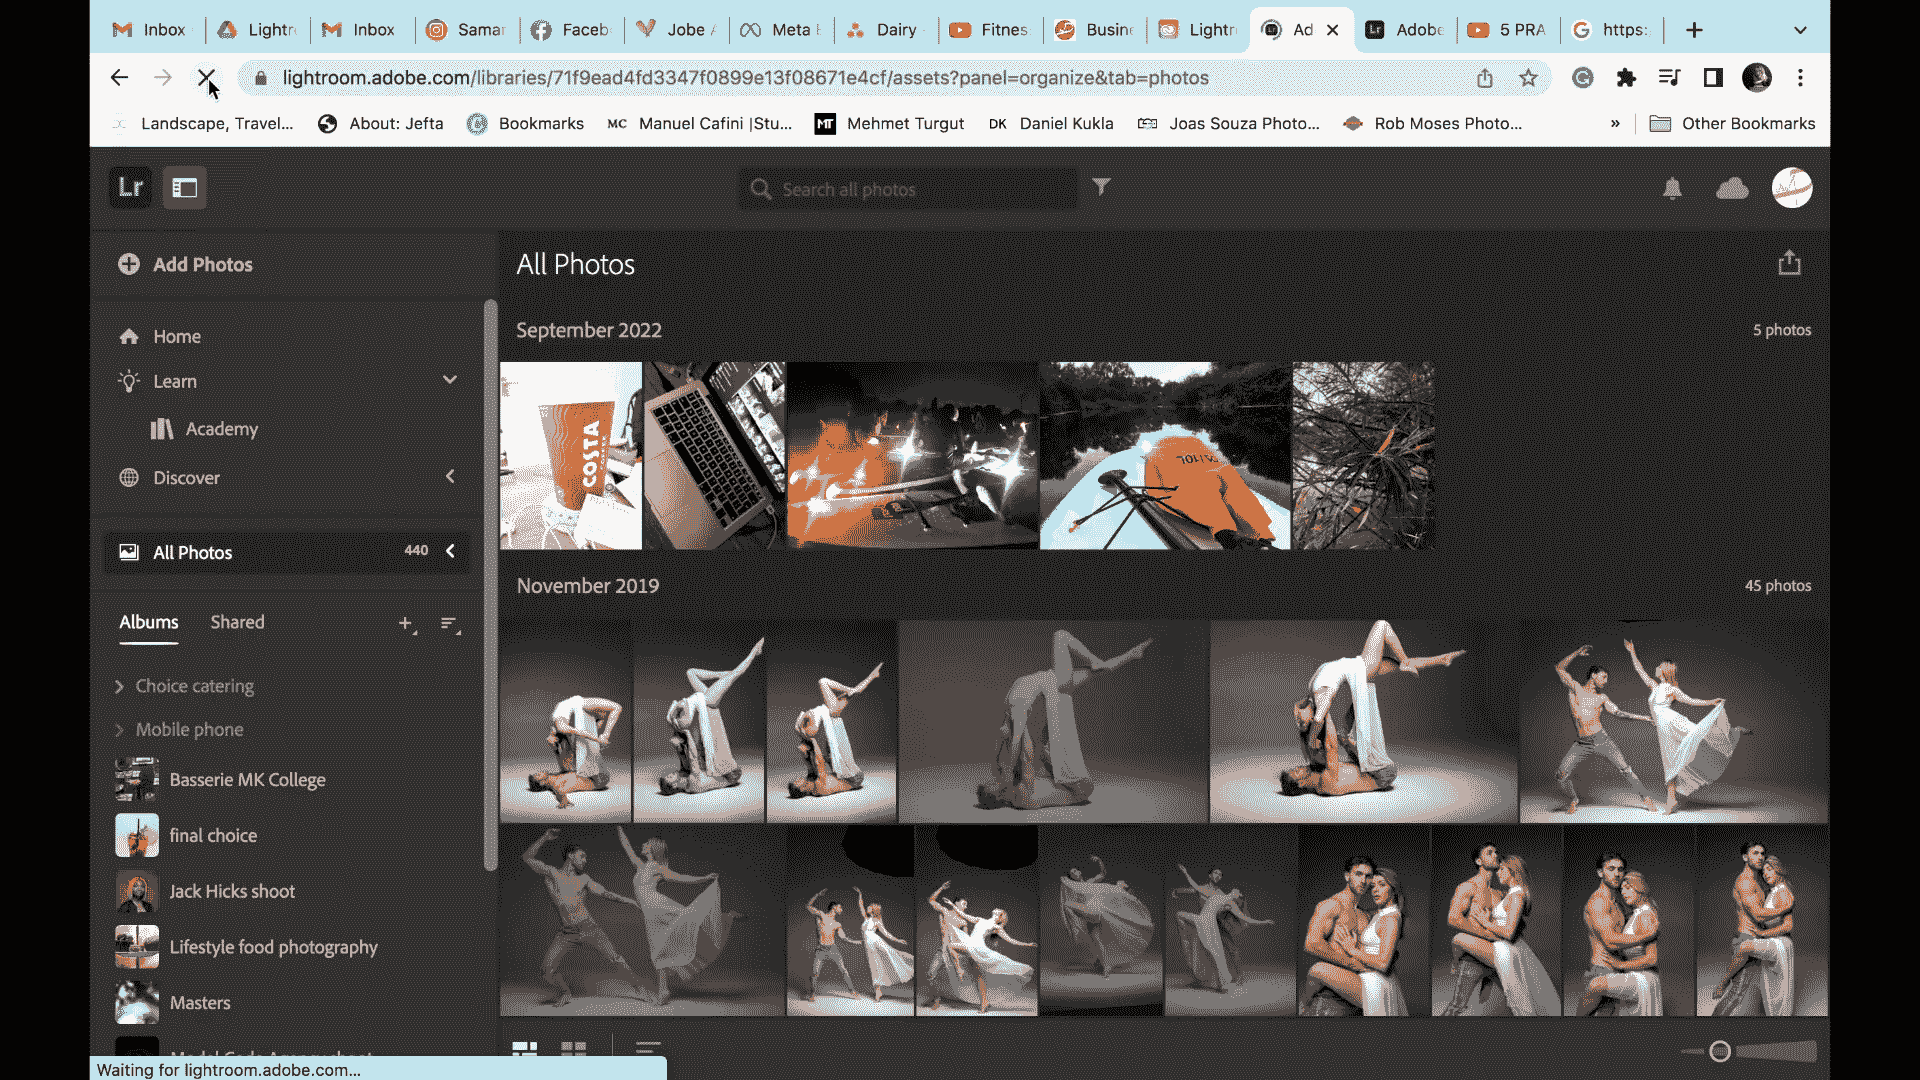 Inbox Lightr Inbox Samar Faceb Jobe A Meta Dairy Fitnes Busin Lightr Ad Adobe 5 PRA https:
lightroom.adobe.com/libraries/71f9ead4fd3347f0899e13f08671e4cf/assets?panel=organize&tab=photos
Landscape, Travel... About: Jefta Bookmarks MC Manuel Cafini |Stu... MT Mehmet Turgut DK Daniel Kukla Joas Souza Photo... Rob Moses Photo... » Other Bookmarks
Lr Search all photos
Add Photos
All Photos
Home
September 2022 5 photos
Learn
Academy
COSTA
Discover
All Photos 440
November 2019 45 photos
Albums Shared
Choice catering
Mobile phone
Basserie MK College
final choice
Jack Hicks shoot
Lifestyle food photography
Masters
Waiting for lightroom.adobe.com...